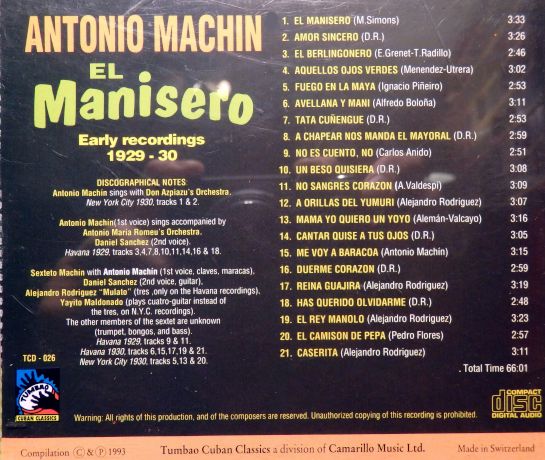 ANTONIO MACHIN
EL
Manisero
Early recordings
1929 - 30
DISCOGRAPHICAL NOTES
Antonio Machín sings with Don Azpiazu's Orchestra.
New York City 1930, tracks 1 & 2.
Antonio Machín(1st voice) sings accompanied by
Antonio María Romeu's Orchestra.
Daniel Sanchez (2nd voice).
Havana 1929, tracks 3,4,7,8,10,11,14,16 & 18.
Sexteto Machín with Antonio Machín (1st voice, claves, maracas).
Daniel Sanchez (2nd voice, guitar).
Alejandro Rodriguez "Mulato" (tres ,only on the Havana recordings).
Yayito Maldonado (plays cuatro-guitar instead of
the tres, on N.Y.C. recordings).
The other members of the sextet are unknown
(trumpet, bongos, and bass).
Havana 1929, tracks 9 & 11.
Havana 1930, tracks 6,15,17,19 & 21.
New York City 1930, tracks 5,13 & 20.
TCD - 026
TUMBAO
CUBAN CLASSICS
1. EL MANISERO (M.Simons) 3:33
2. AMOR SINCERO (D.R.) 3:26
3. EL BERLINGONERO (E.Grenet-T.Radillo) 2:46
4. AQUELLOS OJOS VERDES (Menendez-Utrera) 3:02
5. FUEGO EN LA MAYA (Ignacio Piñeiro) 2:53
6. AVELLANA Y MANI (Alfredo Boloña) 3:11
7. TATA CUÑENGUE (D.R.) 2:53
8. A CHAPEAR NOS MANDA EL MAYORAL (D.R.) 2:59
9. NO ES CUENTO, NO (Carlos Anido) 2:51
10. UN BESO QUISIERA (D.R.) 3:08
11. NO SANGRES CORAZON (A.Valdespi) 3:09
12. A ORILLAS DEL YUMURI (Alejandro Rodriguez) 3:07
13. MAMA YO QUIERO UN YOYO (Alemán-Valcayo) 3:16
14. CANTAR QUISE A TUS OJOS (D.R.) 3:14
15. ME VOY A BARACOA (Antonio Machín) 3:15
16. DUERME CORAZON (D.R.) 2:59
17. REINA GUAJIRA (Alejandro Rodriguez) 3:19
18. HAS QUERIDO OLVIDARME (D.R.) 2:59
19. EL REY MANOLO (Alejandro Rodriguez) 3:23
20. EL CAMISON DE PEPA (Pedro Flores) 2:57
21. CASERITA (Alejandro Rodriguez) 3:11
. Total Time 66:01
COMPACT
disc
DIGITAL AUDIO
Warning: All rights of this production, and of the composers are reserved. Unauthorized copying of this recording is prohibited.
Compilation © & ℗ 1993 Tumbao Cuban Classics a division of Camarillo Music Ltd. Made in Switzerland